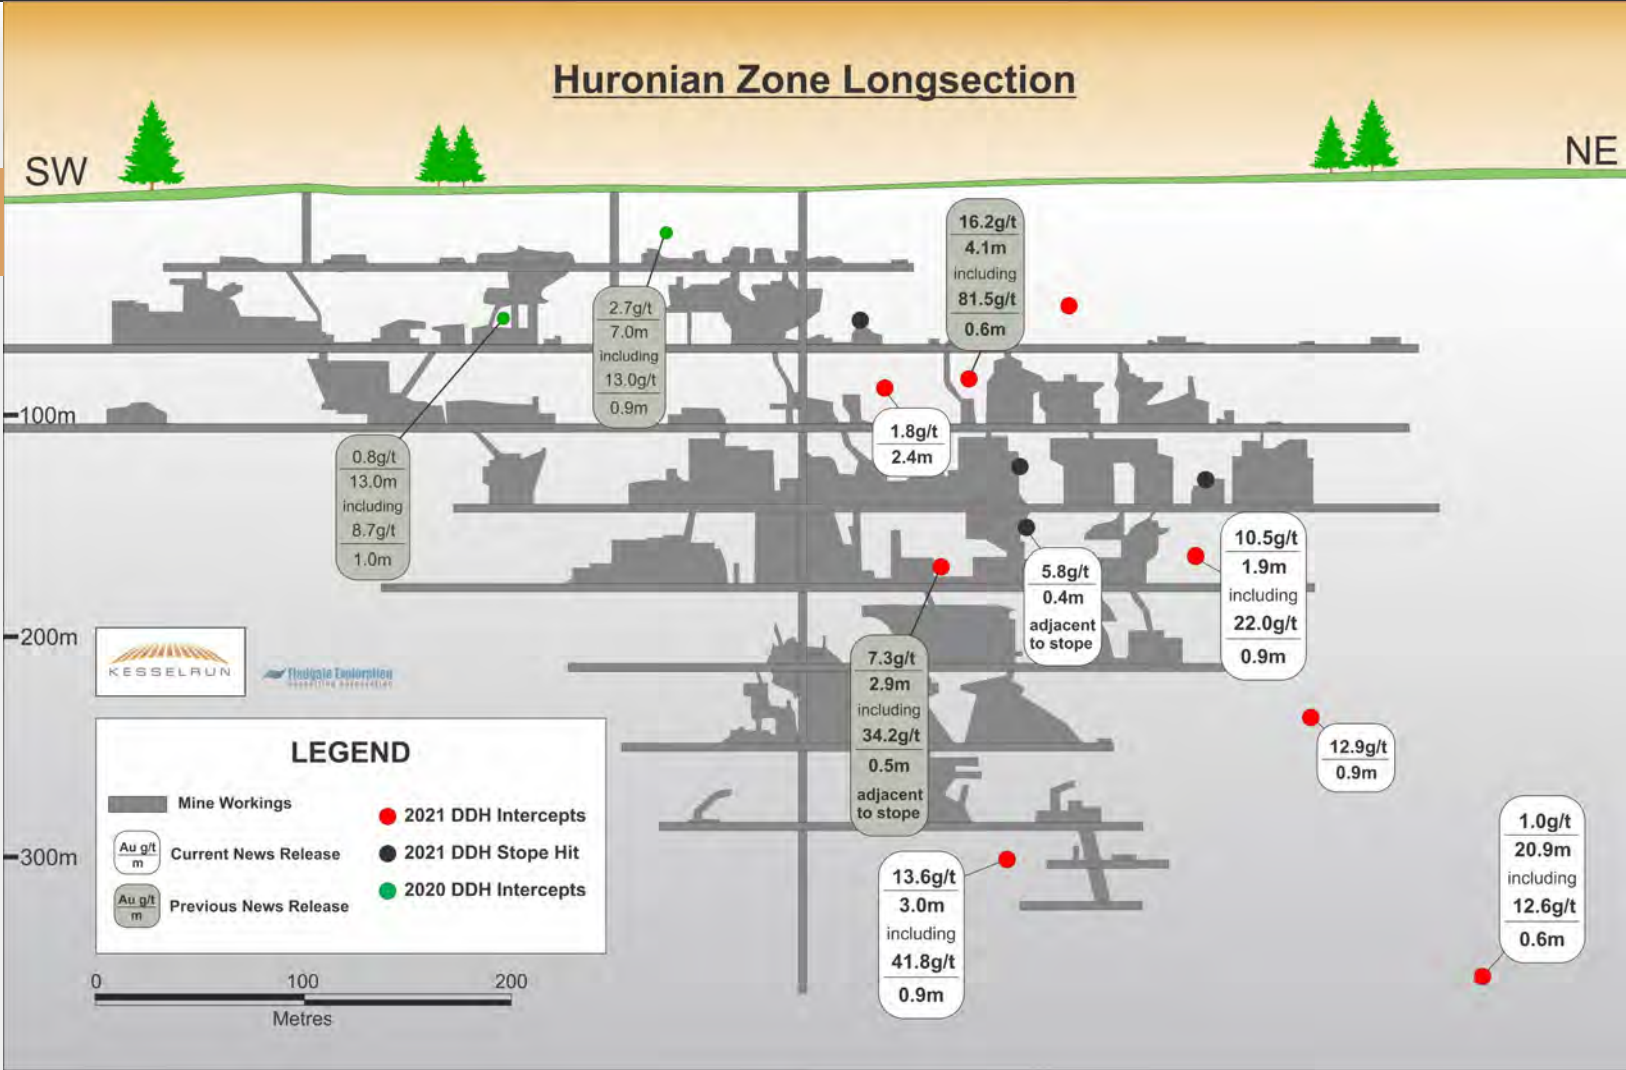 Huronian Zone Longsection
SW
NE
16.2g/t
4.1m
including
81.5g/t
0.6m
2.7g/t
7.0m
including
13.0g/t
0.9m
100m
1.8g/t
2.4m
0.8g/t
13.0m
including
8.7g/t
1.0m
10.5g/t
1.9m
including
22.0g/t
0.9m
5.8g/t
0.4m
adjacent
to stope
200m
7.3g/t
2.9m
including
34.2g/t
0.5m
adjacent
to stope
KESSELRUN
Fladgate Exploration
12.9g/t
0.9m
LEGEND
Mine Workings
Au g/t
m
Current News Release
Au g/t
m
Previous News Release
2021 DDH Intercepts
2021 DDH Stope Hit
2020 DDH Intercepts
300m
1.0g/t
20.9m
including
12.6g/t
0.6m
13.6g/t
3.0m
including
41.8g/t
0.9m
0 100 200
Metres